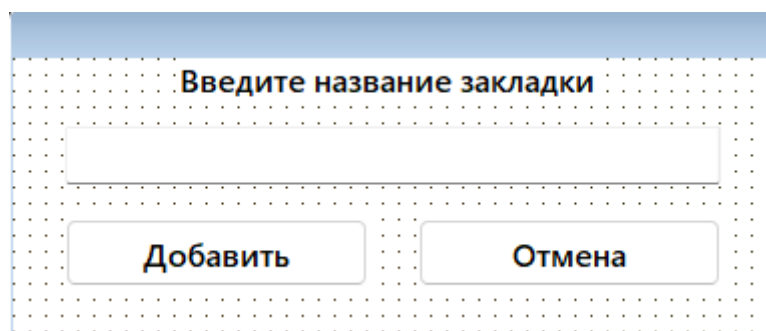 Введите название закладки
Добавить
Отмена